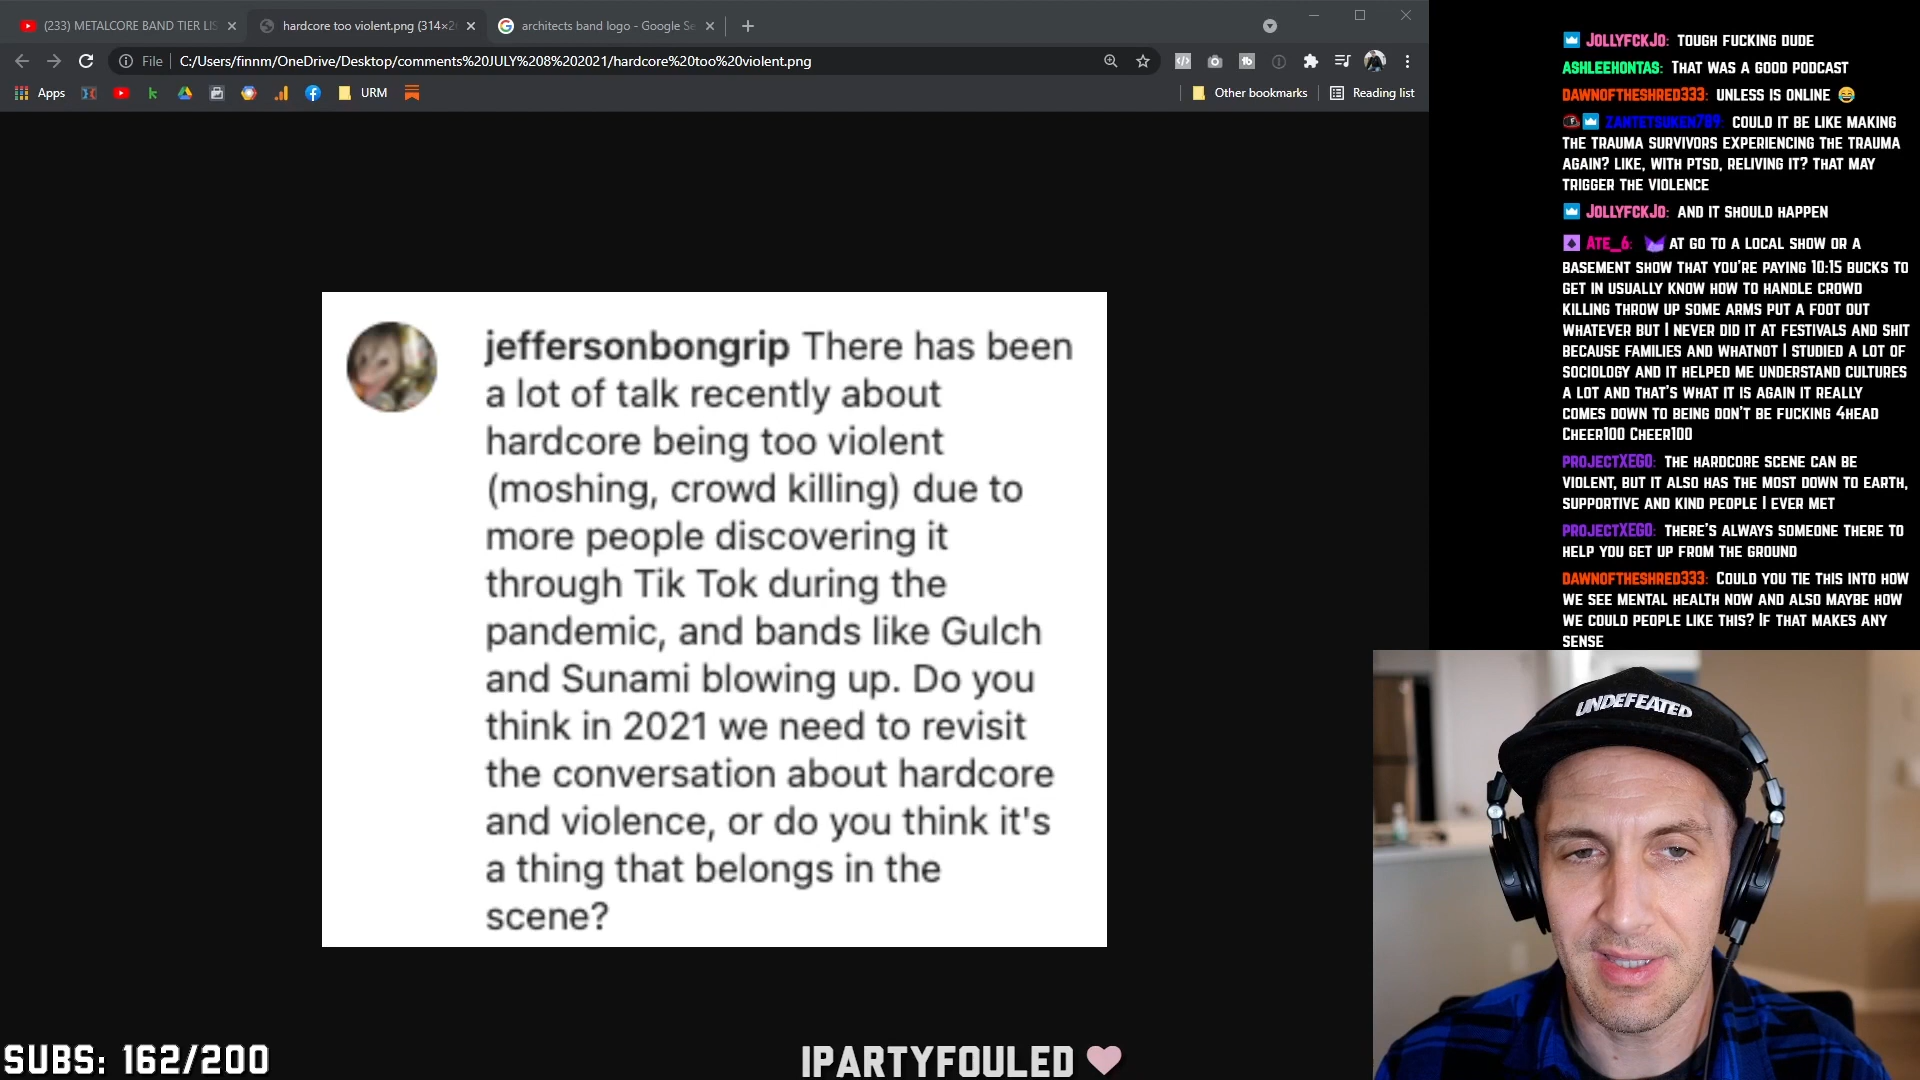 (233) METALCORE BAND TIER LIS
hardcore too violent.png (314×2
architects band logo - Google Se
File
C:/Users/finnm/OneDrive/Desktop/comments%20JULY%208%202021/hardcore%20too%20violent.png
Apps
URM
Other bookmarks
Reading list
jeffersonbongrip There has been
a lot of talk recently about
hardcore being too violent
(moshing, crowd killing) due to
more people discovering it
through Tik Tok during the
pandemic, and bands like Gulch
and Sunami blowing up. Do you
think in 2021 we need to revisit
the conversation about hardcore
and violence, or do you think it's
a thing that belongs in the
scene?
JollyfckJo: Tough fucking dude
ashleehontas: That was a good podcast
dawnoftheshred333: unless is online 😂
zantetsuken789: Could it be like making
the trauma survivors experiencing the trauma
again? Like, with PTSD, reliving it? That may
trigger the violence
JollyfckJo: And it should happen
Ate_6: at go to a local show or a
basement show that you're paying 10:15 bucks to
get in usually know how to handle crowd
killing throw up some arms put a foot out
whatever but I never did it at festivals and shit
because families and whatnot I studied a lot of
sociology and it helped me understand cultures
a lot and that's what it is again it really
comes down to being don't be fucking 4Head
Cheer100 Cheer100
projectXEGO: The hardcore scene can be
violent, but it also has the most down to earth,
supportive and kind people I ever met
projectXEGO: There's always someone there to
help you get up from the ground
dawnoftheshred333: Could you tie this into how
we see mental health now and also maybe how
we could people like this? If that makes any
sense
UNDEFEATED
SUBS: 162/200
IPARTYFOULED